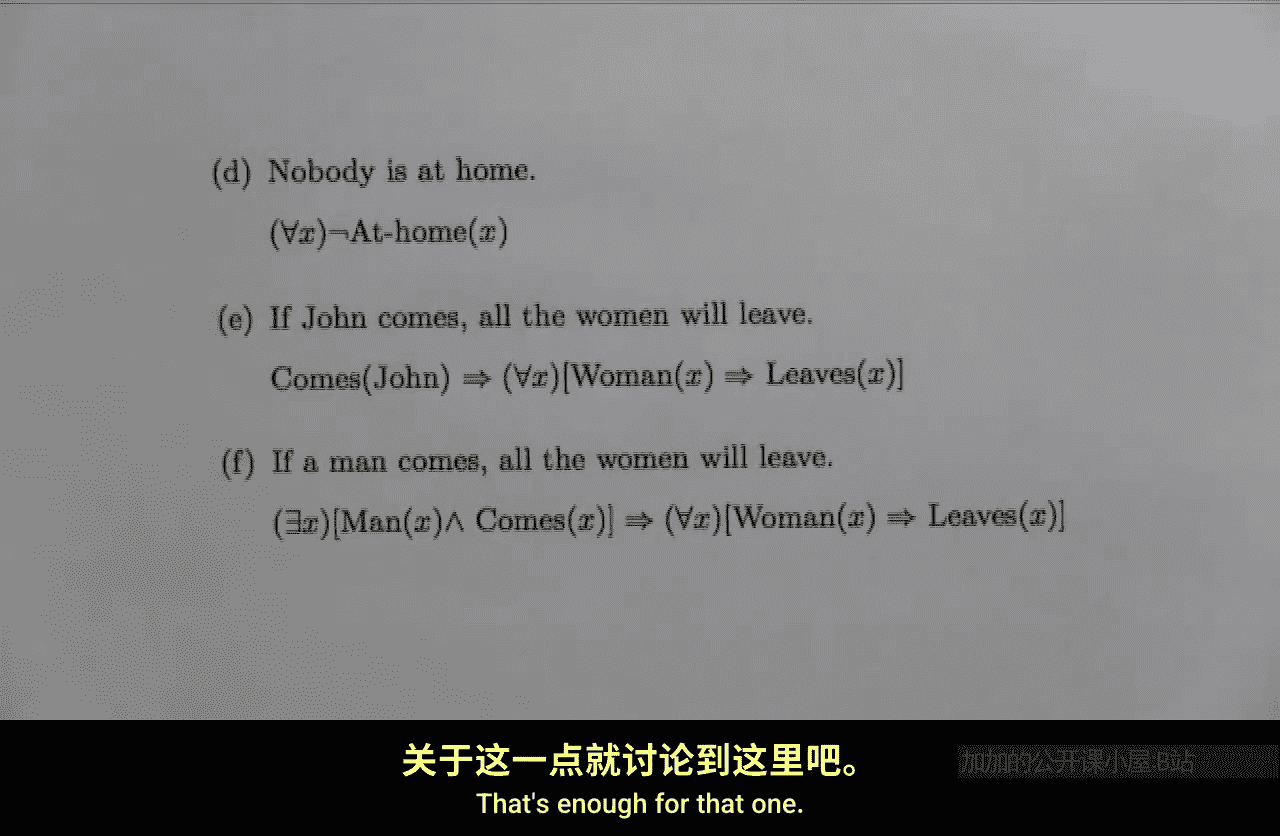 (d) Nobody is at home.
(∀x)¬At-home(x)
(e) If John comes, all the women will leave.
Comes(John) ⇒ (∀x)[Woman(x) ⇒ Leaves(x)]
(f) If a man comes, all the women will leave.
(∃x)[Man(x)∧ Comes(x)] ⇒ (∀x)[Woman(x) ⇒ Leaves(x)]
关于这一点就讨论到这里吧。
加加的公开课小屋 B站
That's enough for that one.